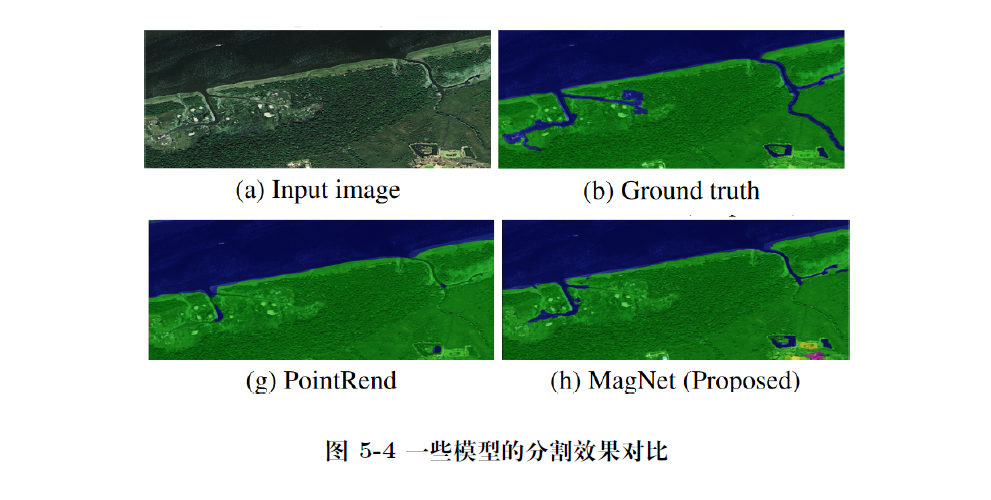 (a) Input image
(b) Ground truth
(g) PointRend
(h) MagNet (Proposed)
图 5-4 一些模型的分割效果对比